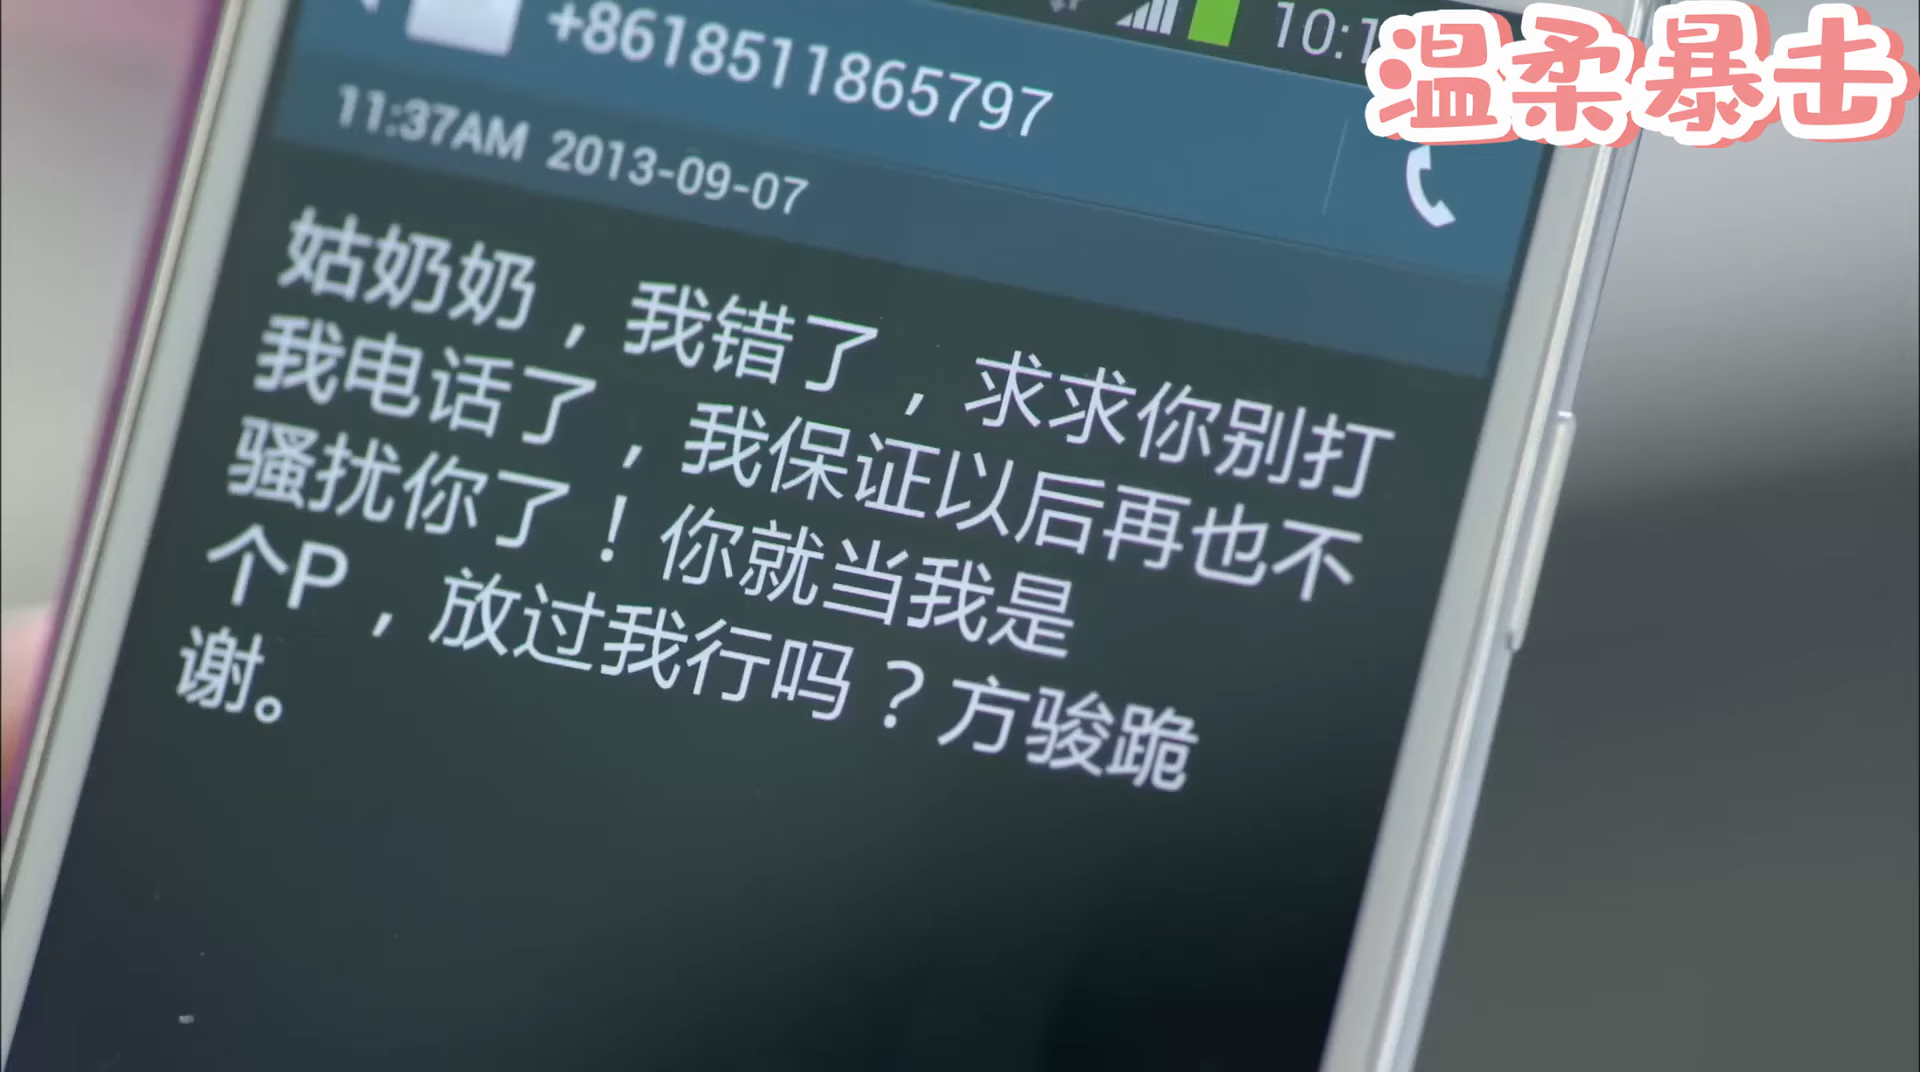 10:1
温柔暴击
+8618511865797
11:37AM 2013-09-07
姑奶奶，我错了，求求你别打
我电话了，我保证以后再也不
骚扰你了！你就当我是
个P，放过我行吗？方骏跪
谢。